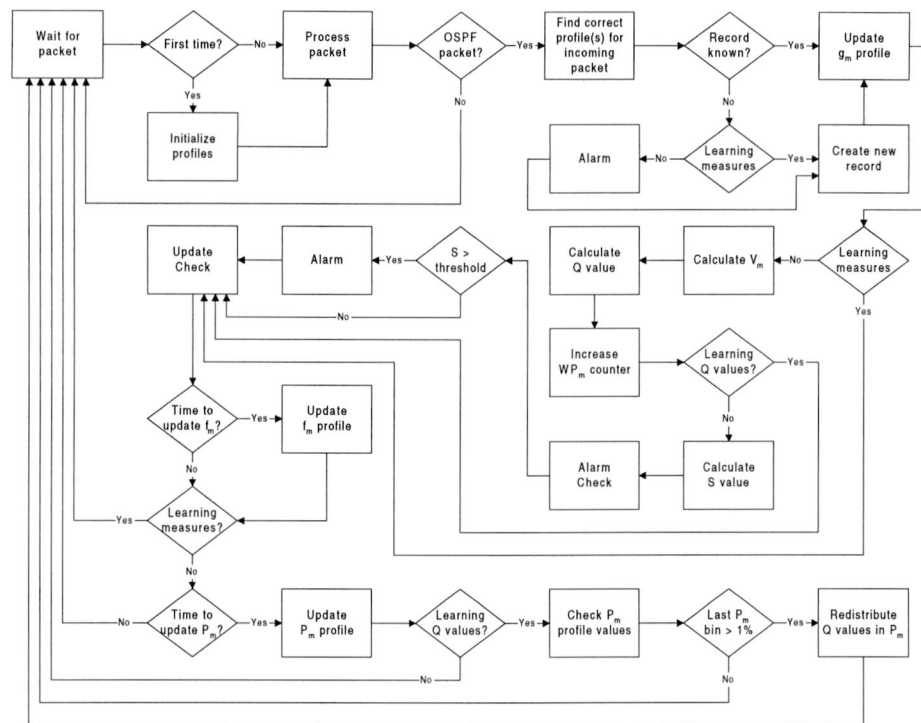 Wait for
packet
First time?
No
Process
packet
OSPF
packet?
Yes
Find correct
profile(s) for
incoming
packet
Record
known?
Yes
Update
gm profile
Yes
No
No
Initialize
profiles
Alarm
No
Learning
measures
Yes
Create new
record
Update
Check
Alarm
Yes
S >
threshold
Calculate
Q value
Calculate Vm
No
Learning
measures
No
Yes
Increase
WPm counter
Learning
Q values?
Yes
Time to
update fm?
Yes
Update
fm profile
No
No
Alarm
Check
Calculate
S value
Yes
Learning
measures?
No
No
Time to
update Pm?
Yes
Update
Pm profile
Learning
Q values?
Yes
Check Pm
profile values
Last Pm
bin > 1%
Yes
Redistribute
Q values in Pm
No
No